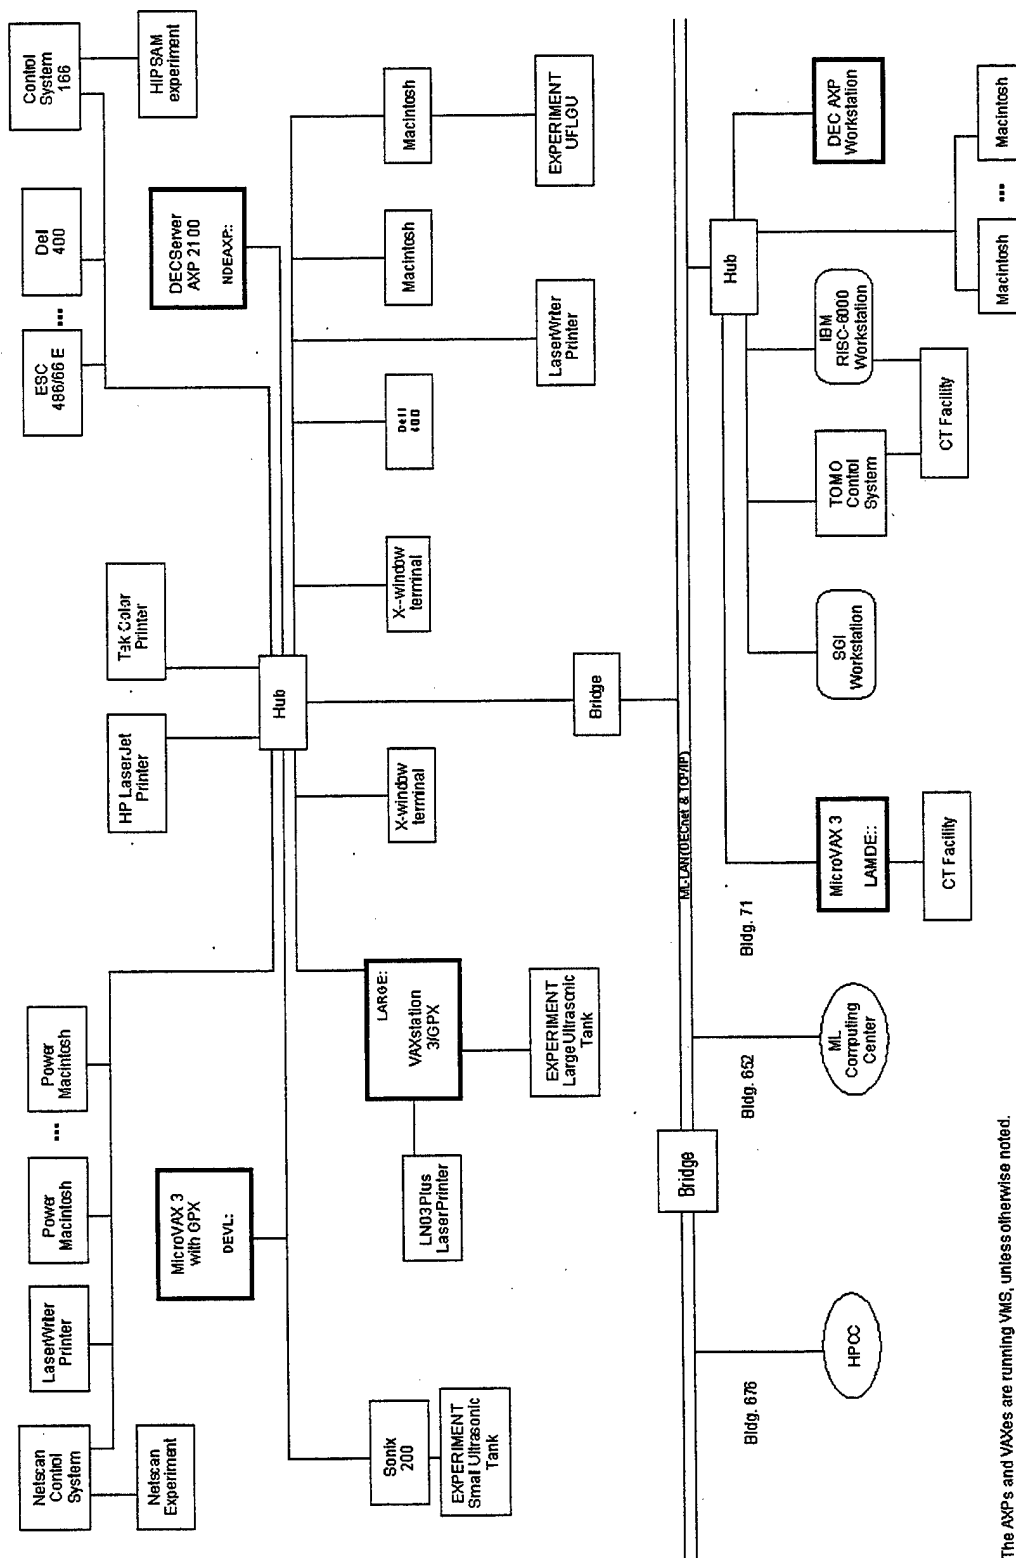 Netscan
Control
System
Netscan
Experiment
LaserWriter
Printer
Power
Macintosh
...
Power
Macintosh
HP LaserJet
Printer
Tek Color
Printer
ESC
486/66 E
...
Del
400
Control
System
166
HIPSAM
experiment
MicroVAX 3
with GPX
DEVL:
DECServer
AXP 2100
NDEAXP::
Hub
Sonix
200
EXPERIMENT
Small Ultrasonic
Tank
LN03 Plus
Laser Printer
LARGE:
VAXstation
3/GPX
EXPERIMENT
Large Ultrasonic
Tank
X-window
terminal
X--window
terminal
Dell
400
LaserWriter
Printer
Macintosh
Macintosh
EXPERIMENT
UFLGU
Bridge
ML-LAN (DECnet & TCP/IP)
Bridge
Bldg. 676
HPCC
Bldg. 652
ML
Computing
Center
Bldg. 71
MicroVAX 3
LAMDE::
CT Facility
SGI
Workstation
TOMO
Control
System
IBM
RISC-6000
Workstation
CT Facility
Hub
DEC AXP
Workstation
Macintosh
...
Macintosh
The AXPs and VAXes are running VMS, unless otherwise noted.